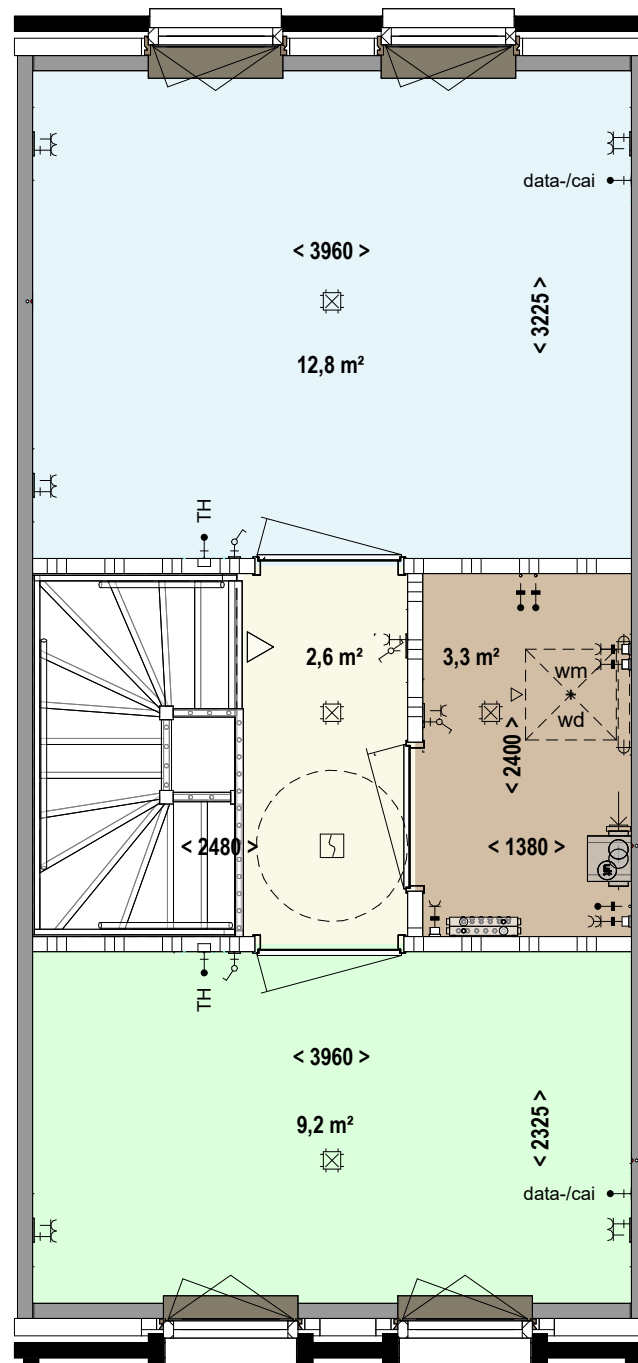 data-/cai
< 3960 >
< 3225 >
12,8 m²
TH
2,6 m²
3,3 m²
wm
wd
< 2400 >
< 2480 >
< 1380 >
TH
< 3960 >
9,2 m²
< 2325 >
data-/cai